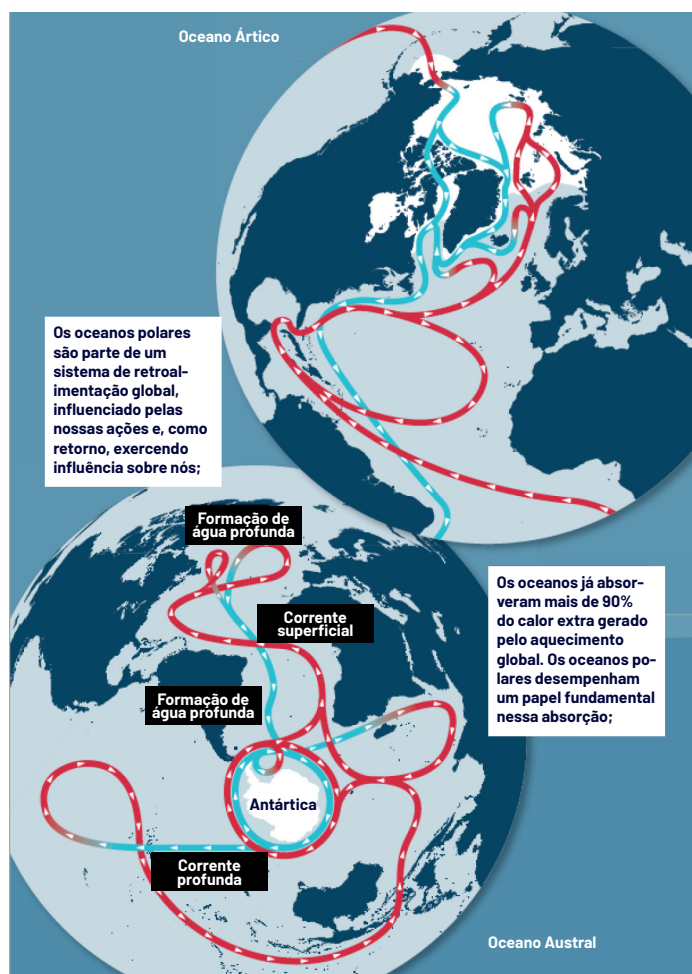 Oceano Ártico
Os oceanos polares
são parte de um
sistema de retroal-
imentação global,
influenciado pelas
nossas ações e, como
retorno, exercendo
influência sobre nós;
Formação de
água profunda
Corrente
superficial
Os oceanos já absor-
veram mais de 90%
do calor extra gerado
pelo aquecimento
global. Os oceanos po-
lares desempenham
um papel fundamental
nessa absorção;
Formação de
água profunda
Antártica
Corrente
profunda
Oceano Austral